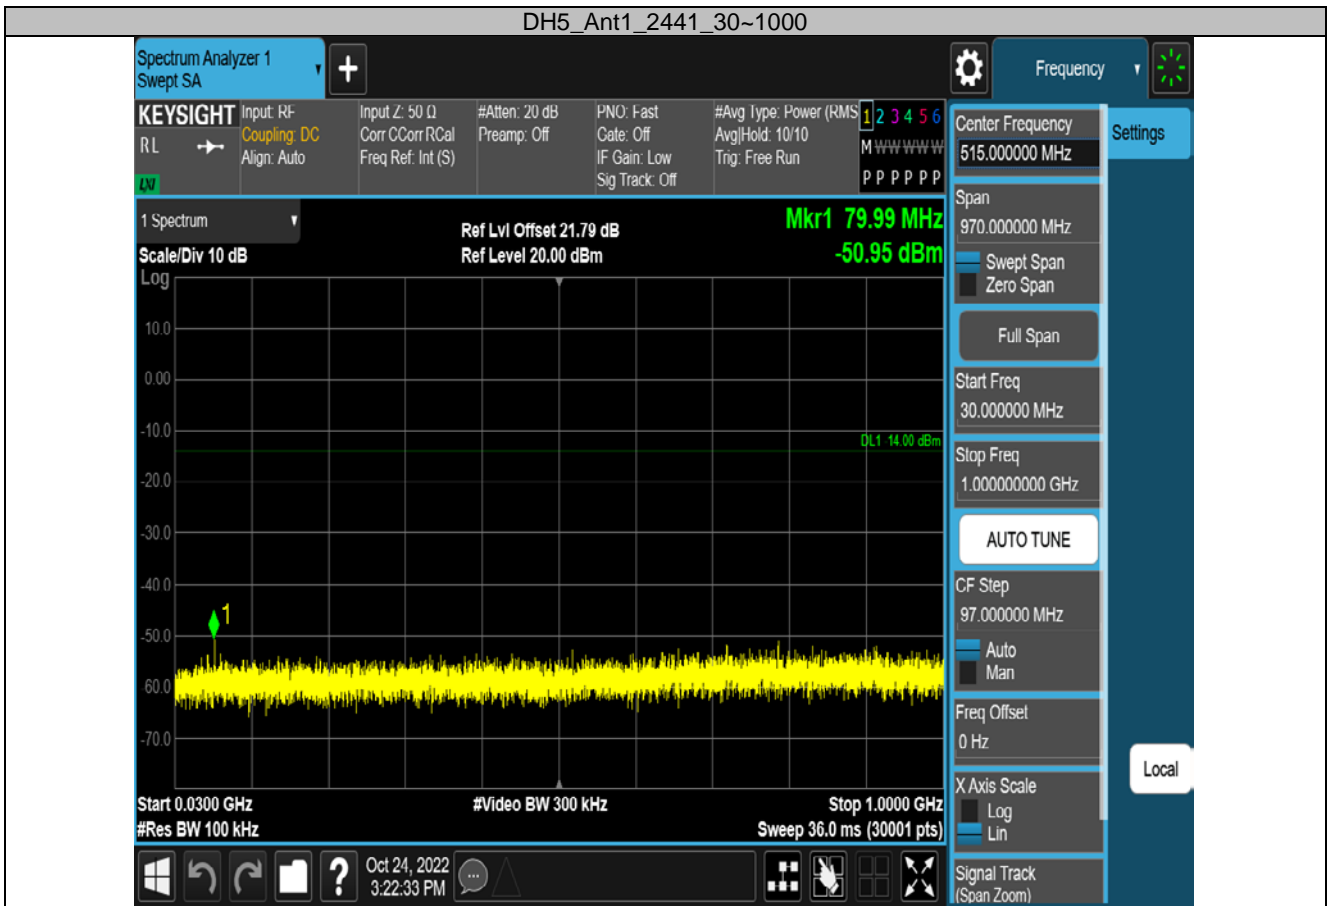 DH5_Ant1_2441_30~1000
Spectrum Analyzer 1
Swept SA
Frequency
KEYSIGHT
RL
LXI
Input: RF
Coupling: DC
Align: Auto
Input Z: 50 Ω
Corr CCorr RCal
Freq Ref: Int (S)
#Atten: 20 dB
Preamp: Off
PNO: Fast
Gate: Off
IF Gain: Low
Sig Track: Off
#Avg Type: Power (RMS
Avg|Hold: 10/10
Trig: Free Run
1 2 3 4 5 6
M W W W W W
P P P P P P
1 Spectrum
Scale/Div 10 dB
Ref Lvl Offset 21.79 dB
Ref Level 20.00 dBm
Mkr1 79.99 MHz
-50.95 dBm
Log
10.0
0.00
-10.0
DL1 -14.00 dBm
-20.0
-30.0
-40.0
1
-50.0
60.0
-70.0
Start 0.0300 GHz
#Video BW 300 kHz
Stop 1.0000 GHz
#Res BW 100 kHz
Sweep 36.0 ms (30001 pts)
Oct 24, 2022
3:22:33 PM
Center Frequency
515.000000 MHz
Settings
Span
970.000000 MHz
Swept Span
Zero Span
Full Span
Start Freq
30.000000 MHz
Stop Freq
1.000000000 GHz
AUTO TUNE
CF Step
97.000000 MHz
Auto
Man
Freq Offset
0 Hz
Local
X Axis Scale
Log
Lin
Signal Track
(Span Zoom)